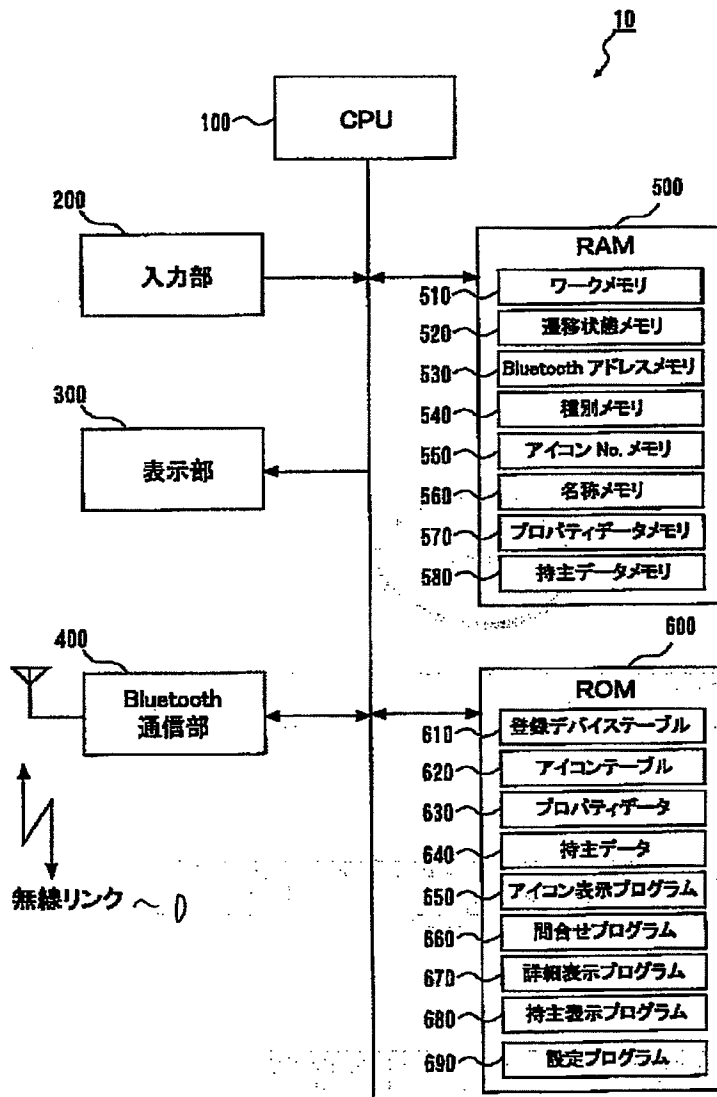 10
100
CPU
200
入力部
300
表示部
400
Bluetooth
通信部
無線リンク ~ D
500
RAM
510 ワークメモリ
520 遷移状態メモリ
530 Bluetooth アドレスメモリ
540 種別メモリ
550 アイコン No. メモリ
560 名称メモリ
570 プロパティデータメモリ
580 持主データメモリ
600
ROM
610 登録デバイステーブル
620 アイコンテーブル
630 プロパティデータ
640 持主データ
650 アイコン表示プログラム
660 問合せプログラム
670 詳細表示プログラム
680 持主表示プログラム
690 設定プログラム